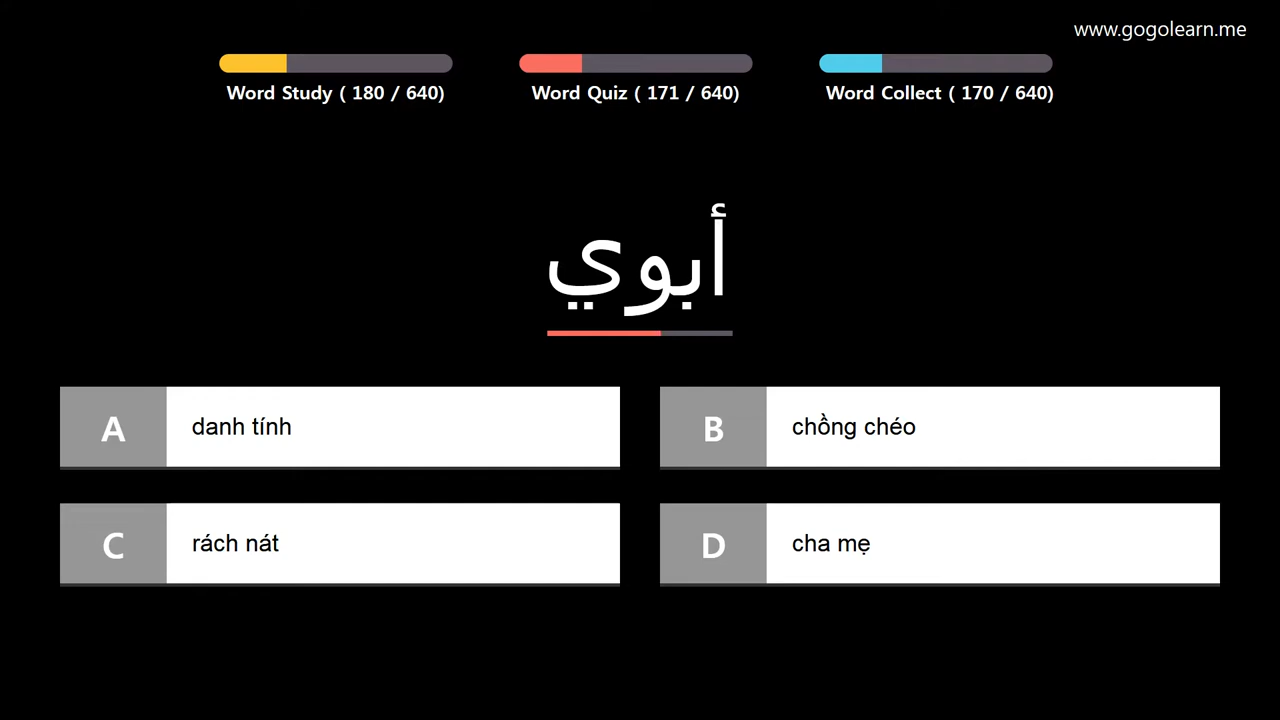 www.gogolearn.me
Word Study ( 180 / 640)
Word Quiz ( 171 / 640)
Word Collect ( 170 / 640)
أبوي
A danh tính
B chồng chéo
C rách nát
D cha mẹ